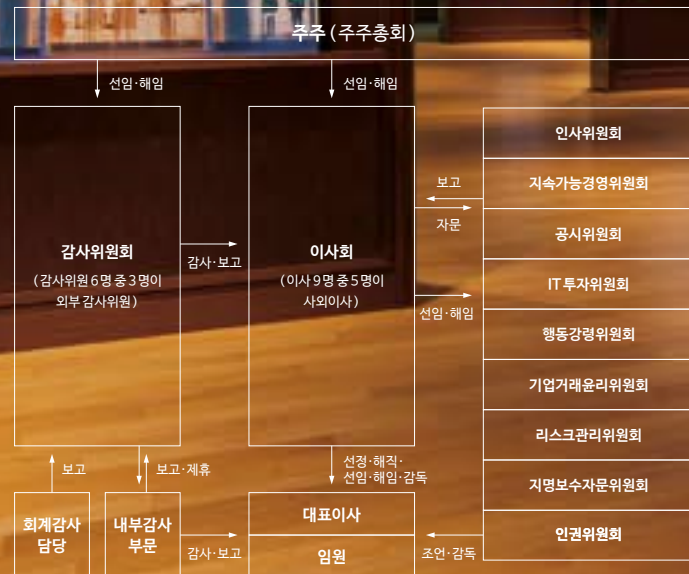 주주 (주주총회)
선임·해임
선임·해임
감사위원회
(감사위원 6명 중 3명이
외부 감사위원)
감사·보고
이사회
(이사 9명 중 5명이
사외이사)
보고
자문
선임·해임
인사위원회
지속가능경영위원회
공시위원회
IT 투자위원회
행동강령위원회
기업거래윤리위원회
리스크관리위원회
지명보수자문위원회
인권위원회
보고
보고·제휴
선정·해직·
선임·해임·감독
회계감사
담당
내부감사
부문
감사·보고
대표이사
임원
조언·감독